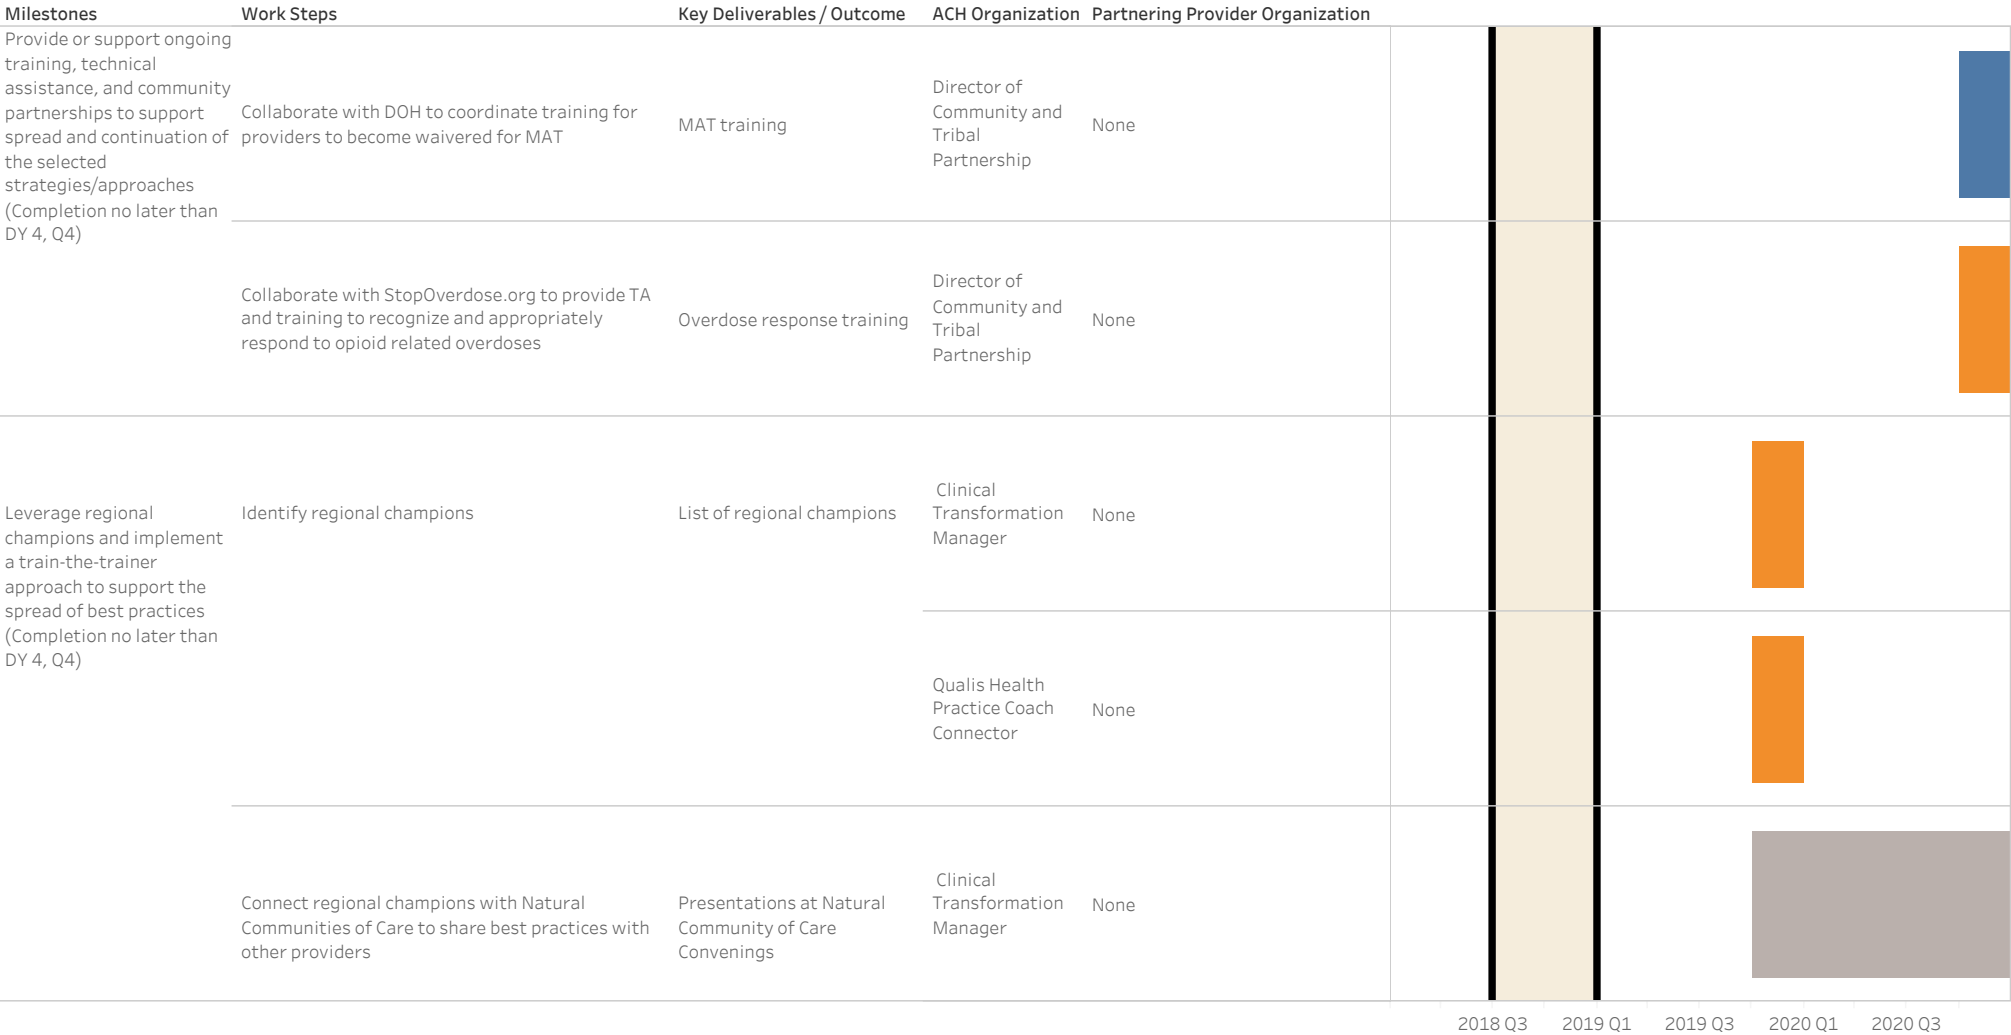 Milestones
Work Steps
Key Deliverables / Outcome
ACH Organization
Partnering Provider Organization
Provide or support ongoing
training, technical
assistance, and community
partnerships to support
spread and continuation of
the selected
strategies/approaches
(Completion no later than
DY 4, Q4)
Collaborate with DOH to coordinate training for
providers to become waivered for MAT
MAT training
Director of
Community and
Tribal
Partnership
None
Collaborate with StopOverdose.org to provide TA
and training to recognize and appropriately
respond to opioid related overdoses
Overdose response training
Director of
Community and
Tribal
Partnership
None
Leverage regional
champions and implement
a train-the-trainer
approach to support the
spread of best practices
(Completion no later than
DY 4, Q4)
Identify regional champions
List of regional champions
Clinical
Transformation
Manager
None
Qualis Health
Practice Coach
Connector
None
Connect regional champions with Natural
Communities of Care to share best practices with
other providers
Presentations at Natural
Community of Care
Convenings
Clinical
Transformation
Manager
None
2018 Q3
2019 Q1
2019 Q3
2020 Q1
2020 Q3